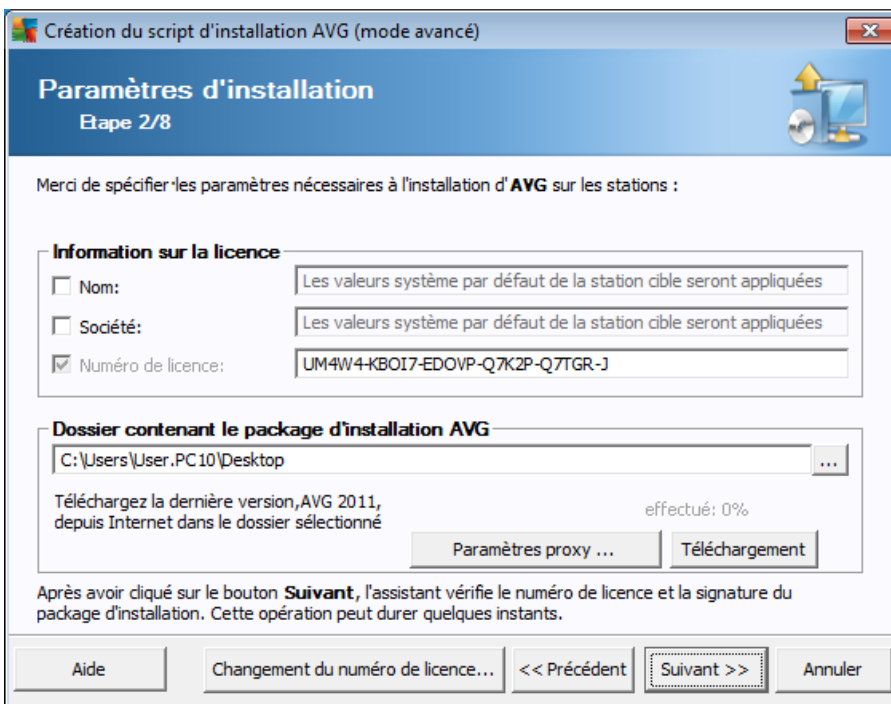 Création du script d'installation AVG (mode avancé)
Paramètres d'installation
Etape 2/8
Merci de spécifier les paramètres nécessaires à l'installation d'AVG sur les stations :
Information sur la licence
Nom:
Les valeurs système par défaut de la station cible seront appliquées
Société:
Les valeurs système par défaut de la station cible seront appliquées
Numéro de licence:
UM4W4-KBOI7-EDOVP-Q7K2P-Q7TGR-J
Dossier contenant le package d'installation AVG
C:\Users\User.PC10\Desktop
...
Téléchargez la dernière version,AVG 2011,
depuis Internet dans le dossier sélectionné
effectué: 0%
Paramètres proxy ...
Téléchargement
Après avoir cliqué sur le bouton Suivant, l'assistant vérifie le numéro de licence et la signature du
package d'installation. Cette opération peut durer quelques instants.
Aide
Changement du numéro de licence...
<< Précédent
Suivant >>
Annuler